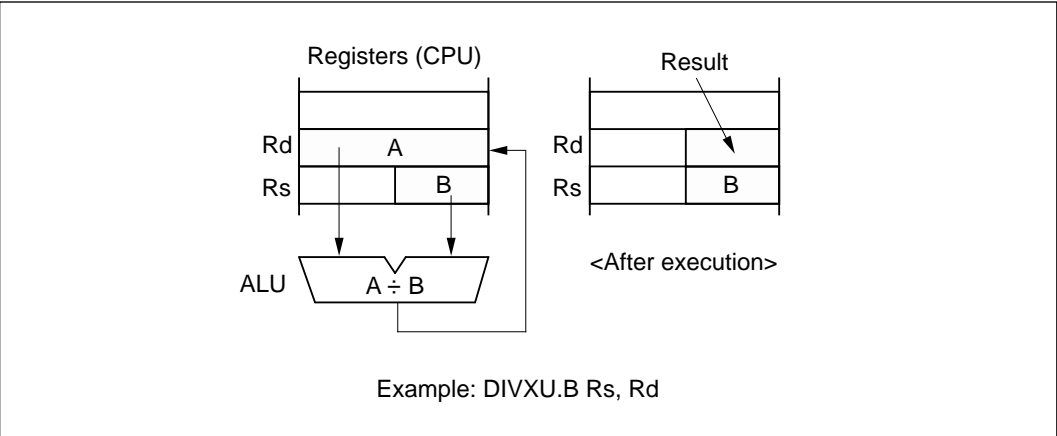 Registers (CPU)
Result
Rd
A
Rd
Rs
B
Rs
B
<After execution>
ALU
A ÷ B
Example: DIVXU.B Rs, Rd